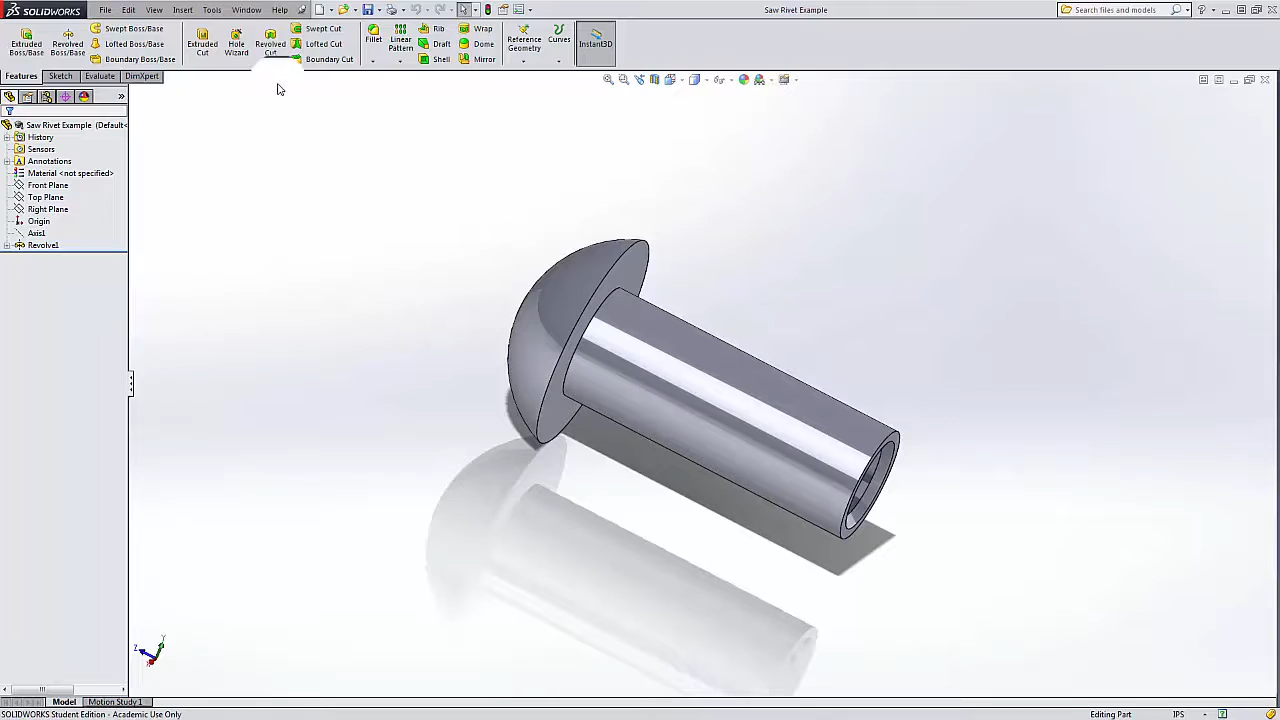 SOLIDWORKS File Edit View Insert Tools Window Help Saw Rivet Example Search files and models
Extruded Boss/Base
Revolved Boss/Base
Swept Boss/Base
Lofted Boss/Base
Boundary Boss/Base
Extruded Cut
Hole Wizard
Revolved Cut
Swept Cut
Lofted Cut
Boundary Cut
Fillet
Linear Pattern
Rib
Draft
Shell
Wrap
Dome
Mirror
Reference Geometry
Curves
Instant3D
Features Sketch Evaluate DimXpert
Saw Rivet Example (Default<
History
Sensors
Annotations
Material <not specified>
Front Plane
Top Plane
Right Plane
Origin
Axis1
Revolve1
Y
Z
X
Model Motion Study 1
SOLIDWORKS Student Edition - Academic Use Only Editing Part IPS